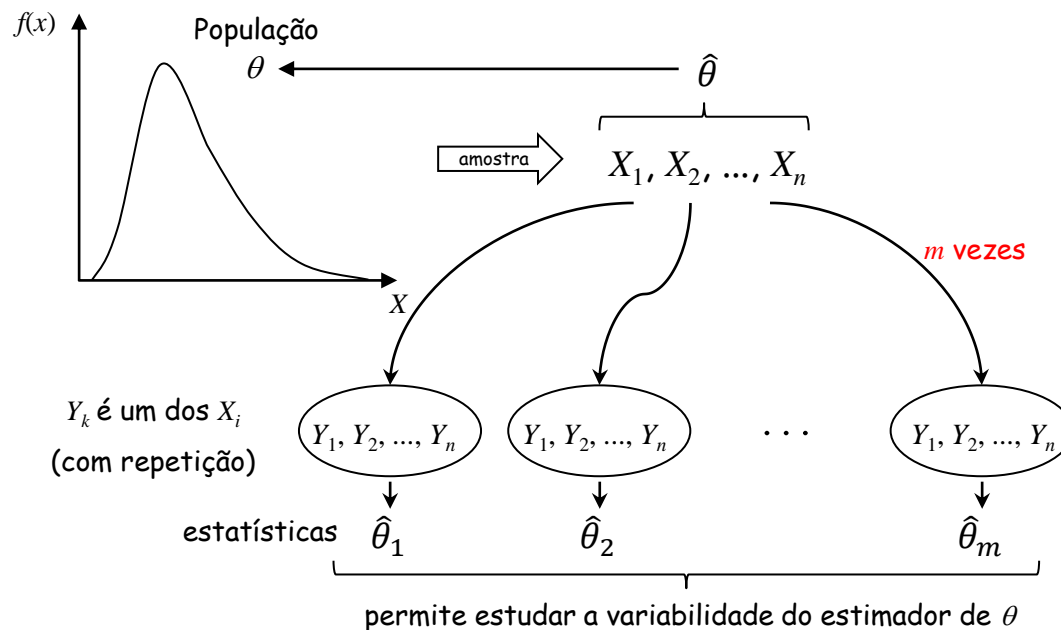 f(x)
População
θ
θ̂
amostra
X₁, X₂, ..., Xₙ
m vezes
X
Yₖ é um dos Xᵢ
(com repetição)
Y₁, Y₂, ..., Yₙ
Y₁, Y₂, ..., Yₙ
. . .
Y₁, Y₂, ..., Yₙ
estatísticas
θ̂₁
θ̂₂
θ̂ₘ
permite estudar a variabilidade do estimador de θ